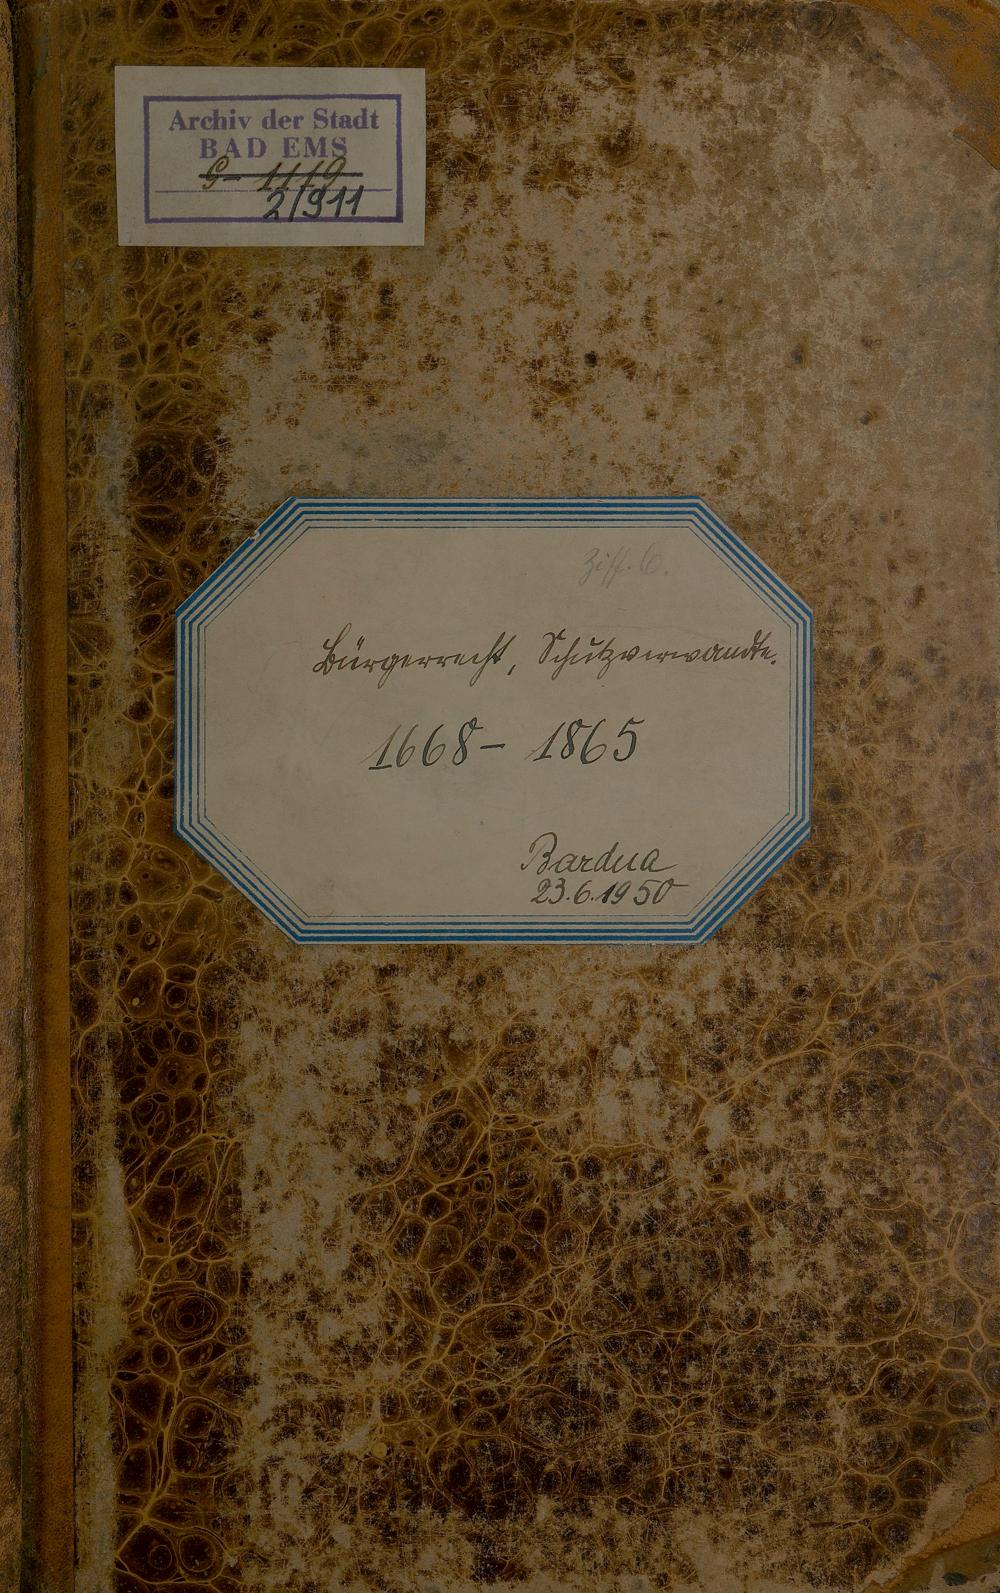 Archiv der Stadt
BAD EMS
G- 1119
2/911
Ziff. 6.
Bürgerrecht, Schutzverwandte.
1668- 1865
Bardua
23.6.1950